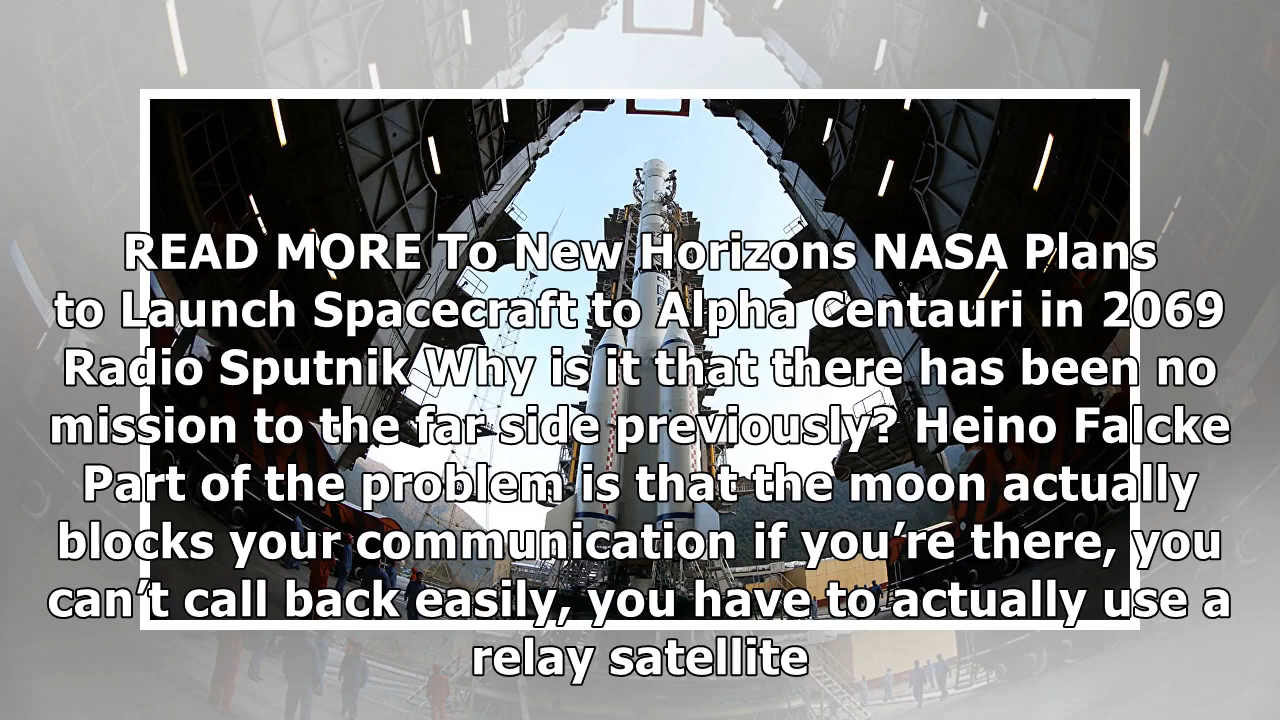 READ MORE To New Horizons NASA Plans
to Launch Spacecraft to Alpha Centauri in 2069
Radio Sputnik Why is it that there has been no
mission to the far side previously? Heino Falcke
Part of the problem is that the moon actually
blocks your communication if you’re there, you
can’t call back easily, you have to actually use a
relay satellite